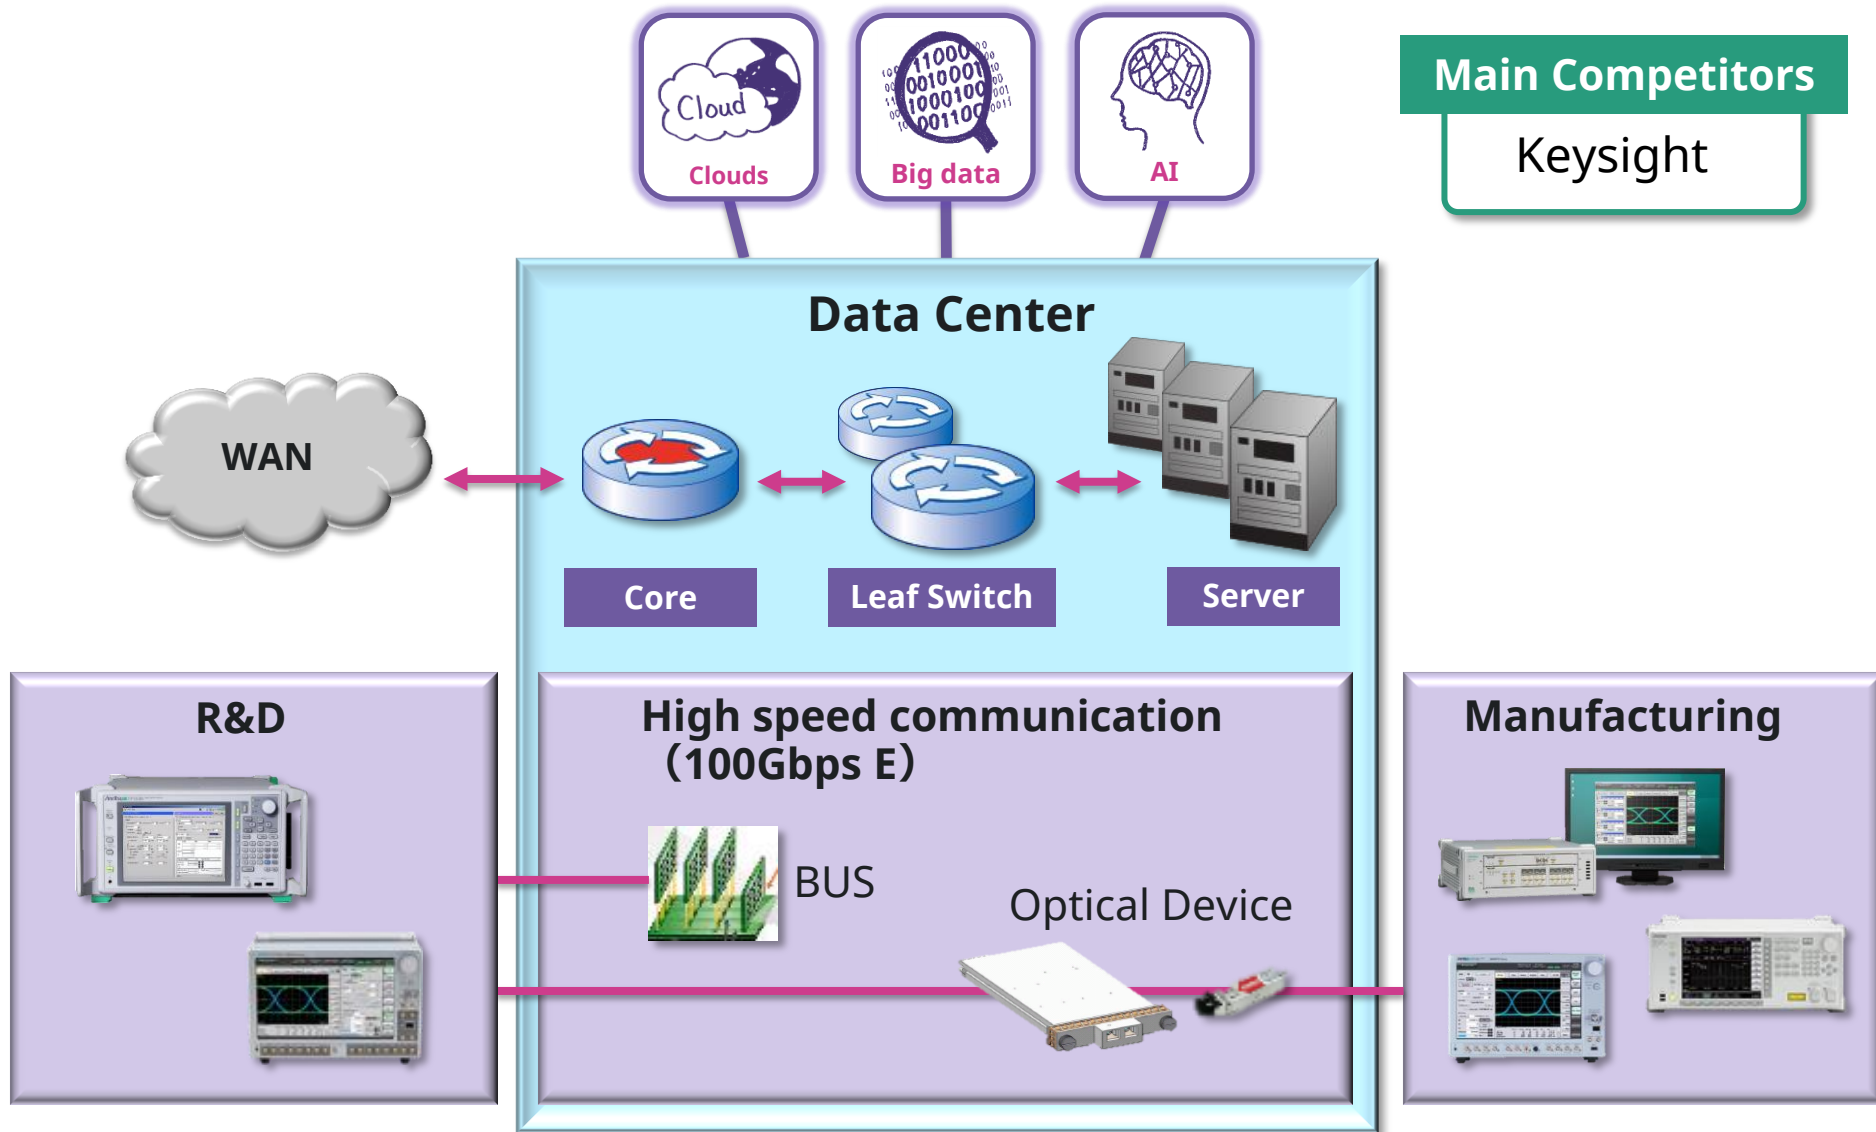 Cloud
Clouds
Big data
AI
Main Competitors
Keysight
Data Center
WAN
Core
Leaf Switch
Server
R&D
High speed communication
（100Gbps E）
BUS
Optical Device
Manufacturing